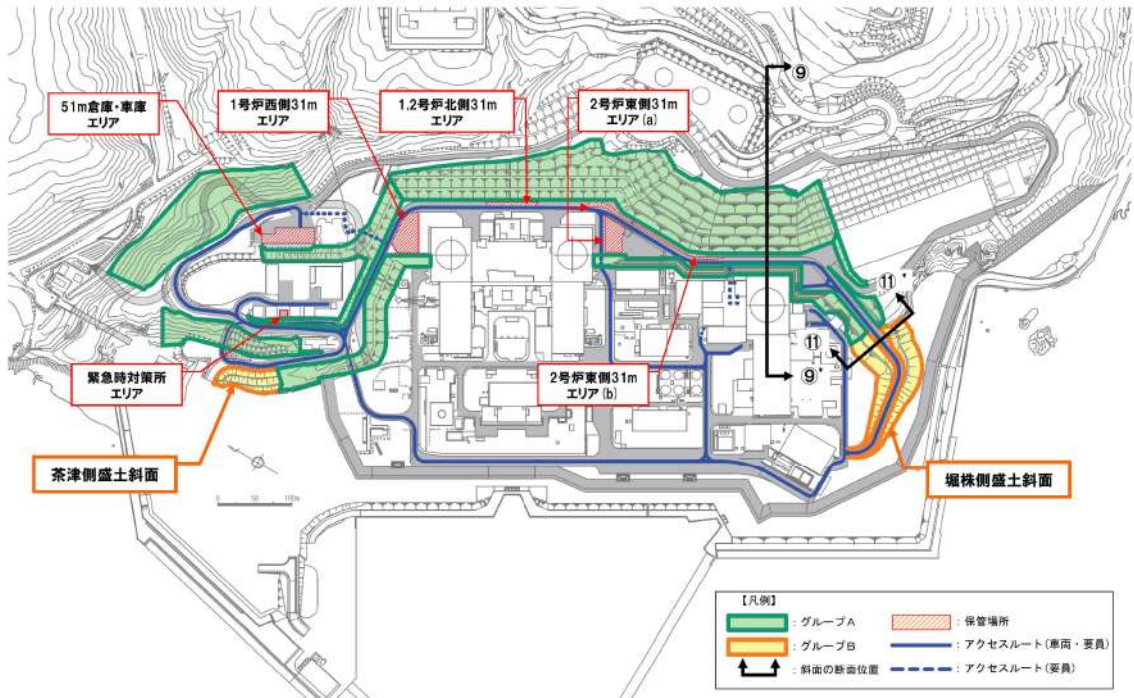 ⑨
51m倉庫・車庫
エリア
1号炉西側31m
エリア
1,2号炉北側31m
エリア
2号炉東側31m
エリア(a)
⑪'
⑪
⑨'
緊急時対策所
エリア
2号炉東側31m
エリア(b)
茶津側盛土斜面
堀株側盛土斜面
0 50 100m
【凡例】
:グループA
:グループB
:斜面の断面位置
:保管場所
:アクセスルート(車両・要員)
:アクセスルート(要員)